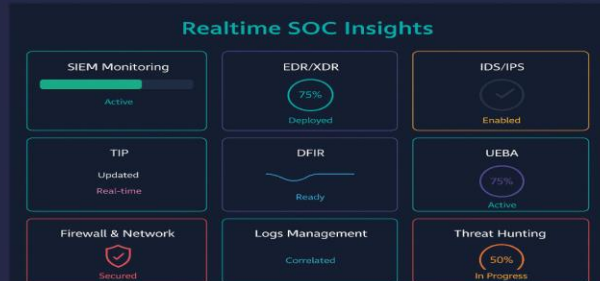 Realtime SOC Insights
SIEM Monitoring
Active
EDR/XDR
75%
Deployed
IDS/IPS
Enabled
TIP
Updated
Real-time
DFIR
Ready
UEBA
75%
Active
Firewall & Network
Secured
Logs Management
Correlated
Threat Hunting
50%
In Progress